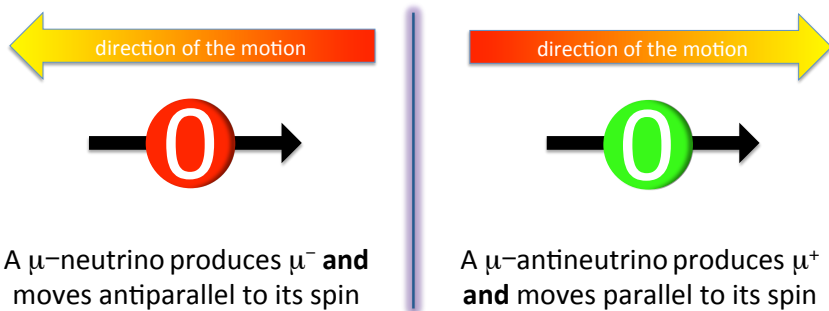 direction of the motion
direction of the motion
0
0
A μ−neutrino produces μ⁻ and
moves antiparallel to its spin
A μ−antineutrino produces μ⁺
and moves parallel to its spin